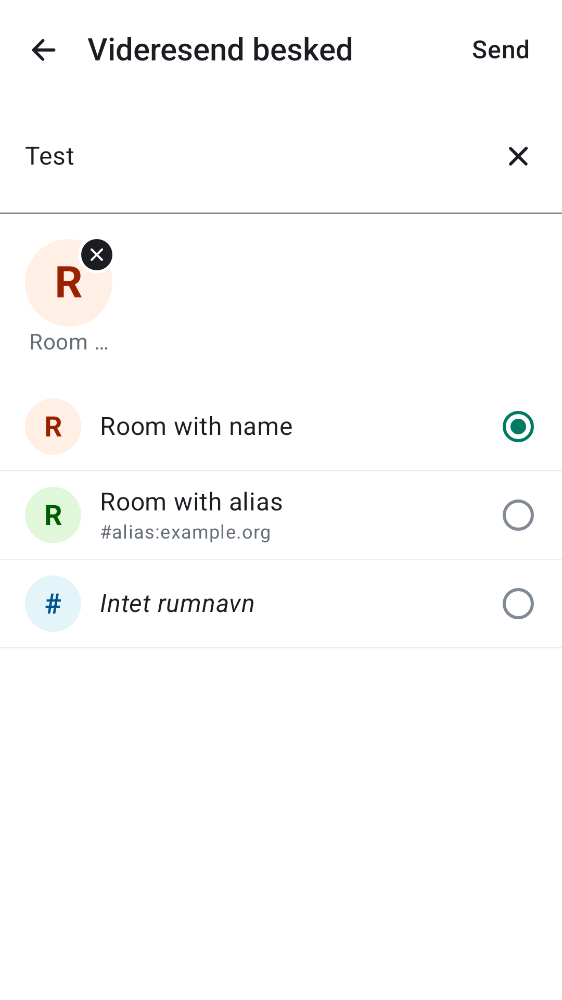 Videresend besked
Send
Test
R
Room …
R
Room with name
R
Room with alias
#alias:example.org
#
Intet rumnavn